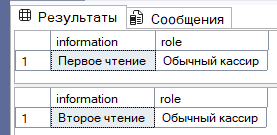 Результаты Сообщения
information role
1 Первое чтение Обычный кассир
information role
1 Второе чтение Обычный кассир